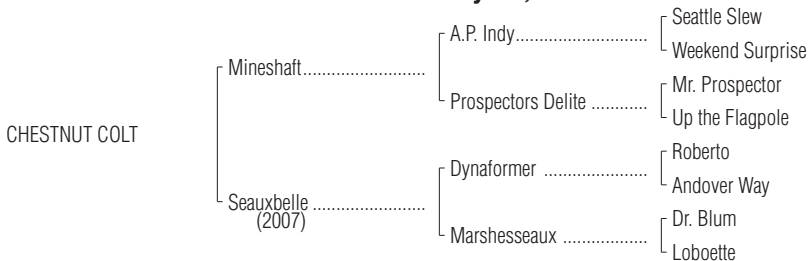 Seattle Slew
A.P. Indy..............................
Weekend Surprise
Mineshaft............................
Mr. Prospector
Prospectors Delite .............
Up the Flagpole
CHESTNUT COLT
Roberto
Dynaformer ........................
Andover Way
Seauxbelle ..........................
(2007)
Dr. Blum
Marshesseaux ....................
Loboette